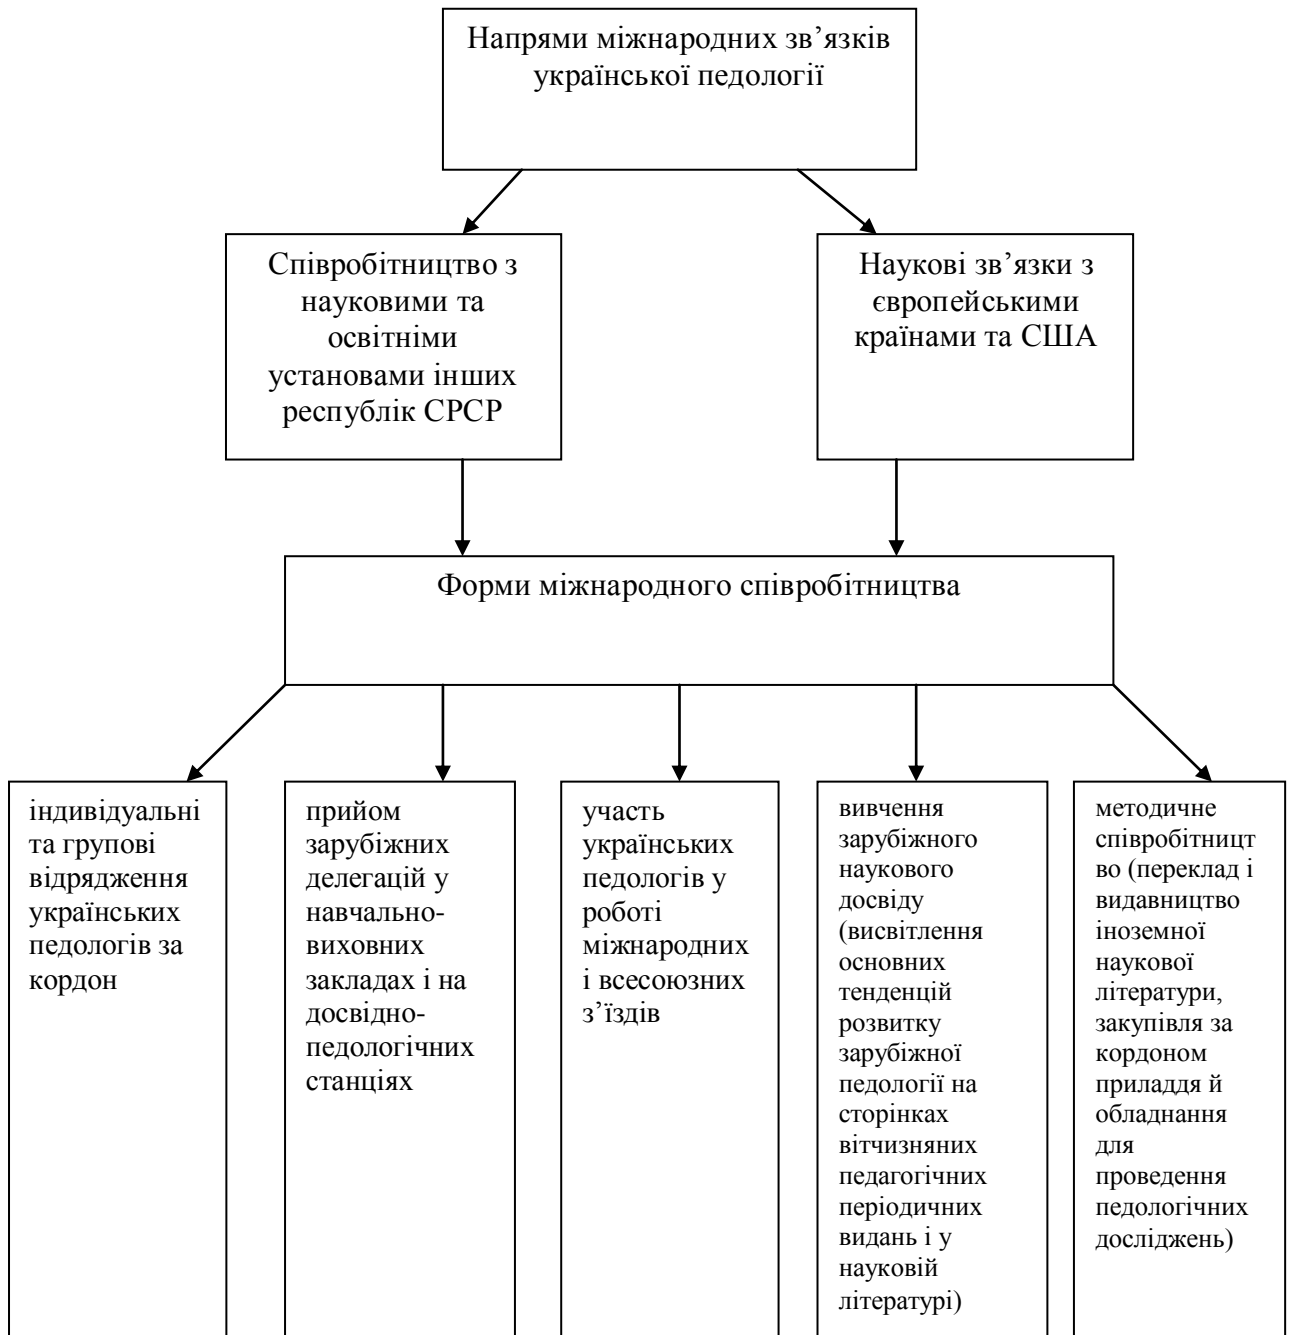 Напрями міжнародних зв’язків
української педології
Співробітництво з
науковими та
освітніми
установами інших
республік СРСР
Наукові зв’язки з
європейськими
країнами та США
Форми міжнародного співробітництва
індивідуальні
та групові
відрядження
українських
педологів за
кордон
прийом
зарубіжних
делегацій у
навчально-
виховних
закладах і на
досвідно-
педологічних
станціях
участь
українських
педологів у
роботі
міжнародних
і всесоюзних
з’їздів
вивчення
зарубіжного
наукового
досвіду
(висвітлення
основних
тенденцій
розвитку
зарубіжної
педології на
сторінках
вітчизняних
педагогічних
періодичних
видань і у
науковій
літературі)
методичне
співробітницт
во (переклад і
видавництво
іноземної
наукової
літератури,
закупівля за
кордоном
приладдя й
обладнання
для
проведення
педологічних
досліджень)